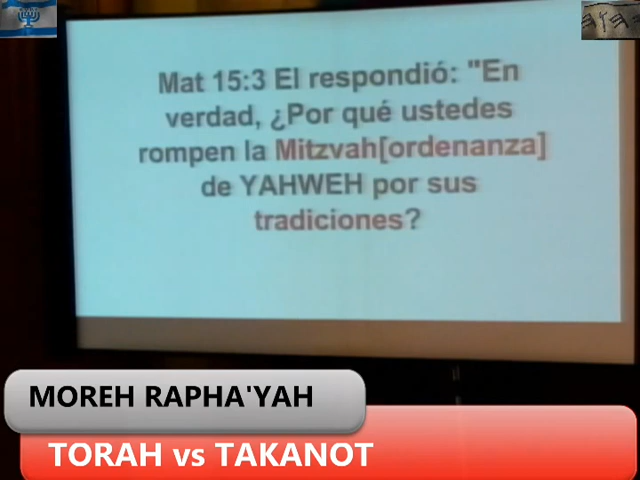 Mat 15:3 El respondió: "En
verdad, ¿Por qué ustedes
rompen la Mitzvah[ordenanza]
de YAHWEH por sus
tradiciones?
MOREH RAPHA'YAH
TORAH vs TAKANOT